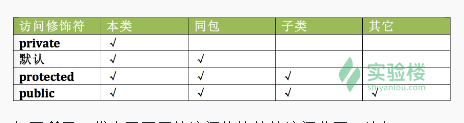 访问修饰符 本类 同包 子类 其它
private √
默认 √ √
protected √ √ √
public √ √ √ √
实验楼
shiyanlou.com